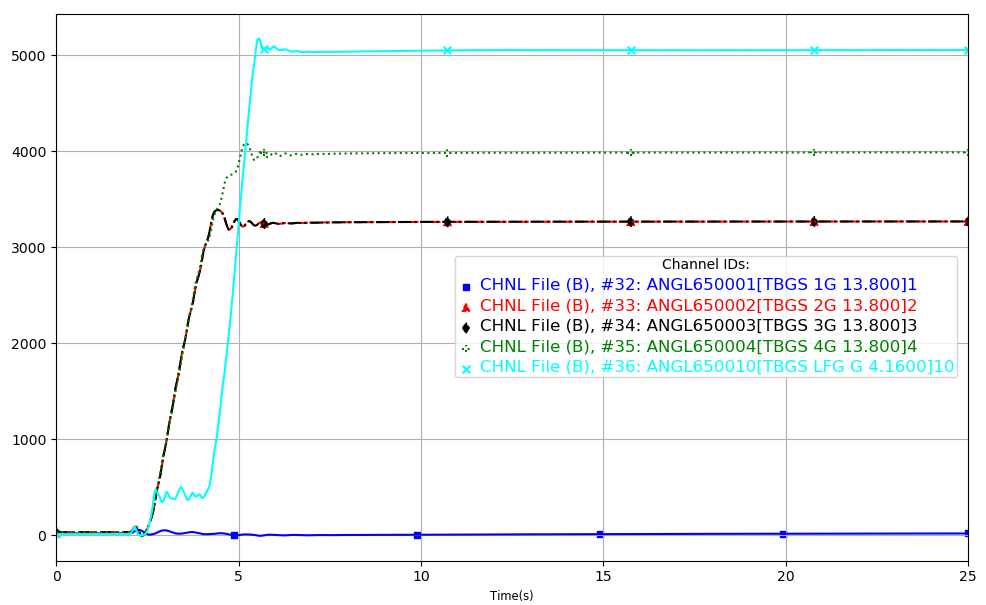 5000
4000
3000
2000
1000
0
Channel IDs:
CHNL File (B), #32: ANGL650001[TBGS 1G 13.800]1
CHNL File (B), #33: ANGL650002[TBGS 2G 13.800]2
CHNL File (B), #34: ANGL650003[TBGS 3G 13.800]3
CHNL File (B), #35: ANGL650004[TBGS 4G 13.800]4
CHNL File (B), #36: ANGL650010[TBGS LFG G 4.1600]10
0 5 10 15 20 25
Time(s)